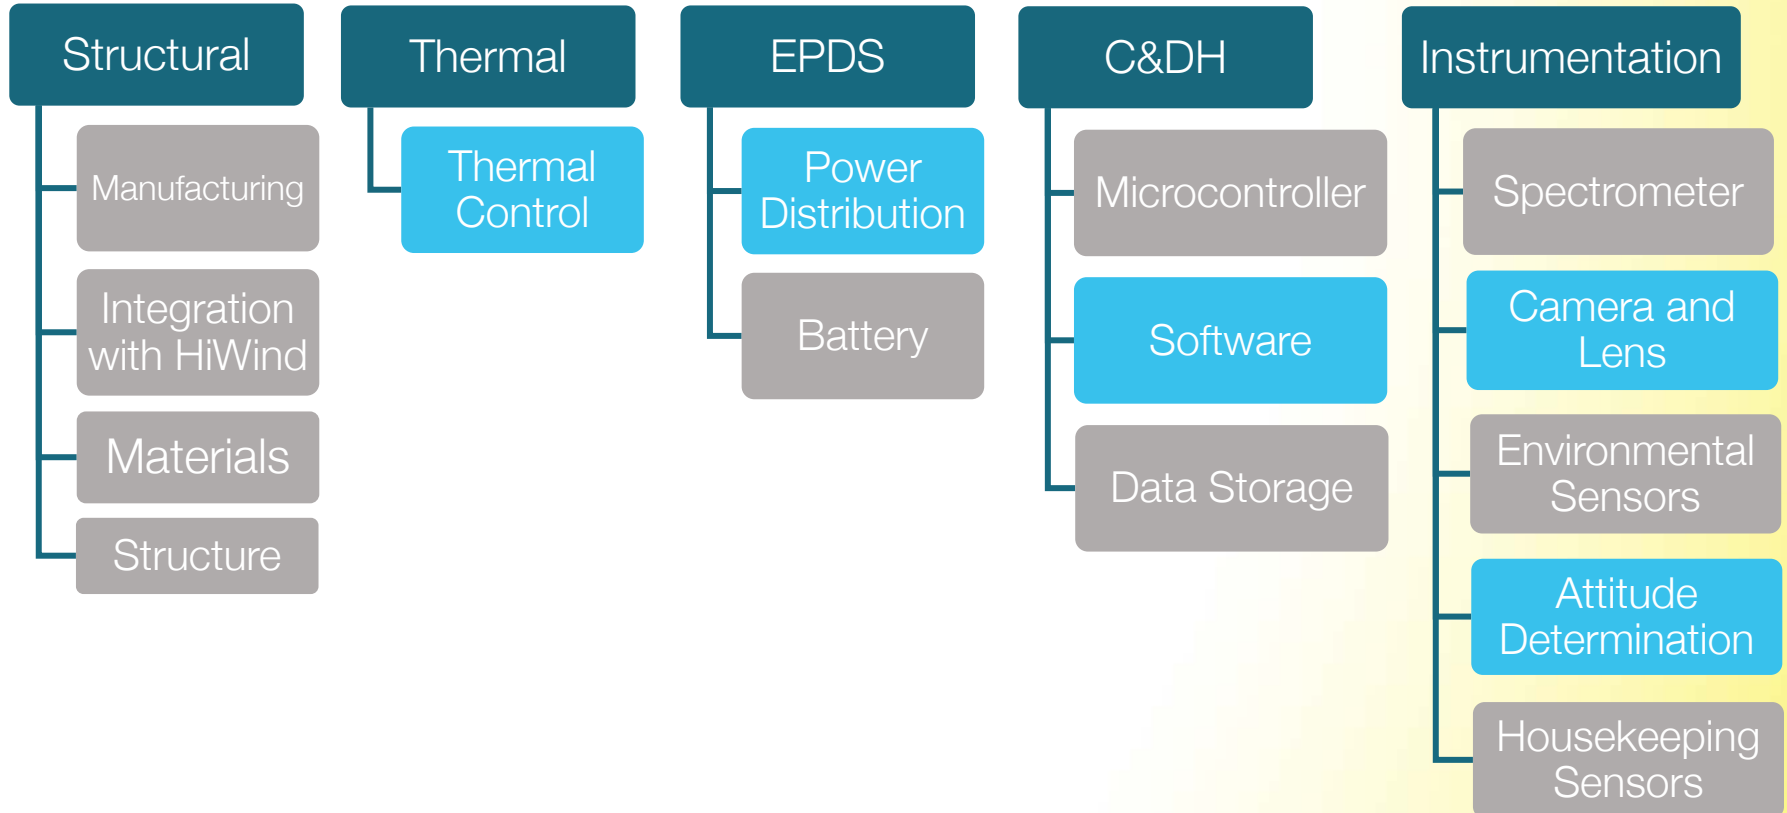 Structural
Manufacturing
Integration
with HiWind
Materials
Structure
Thermal
Thermal
Control
EPDS
Power
Distribution
Battery
C&DH
Microcontroller
Software
Data Storage
Instrumentation
Spectrometer
Camera and
Lens
Environmental
Sensors
Attitude
Determination
Housekeeping
Sensors